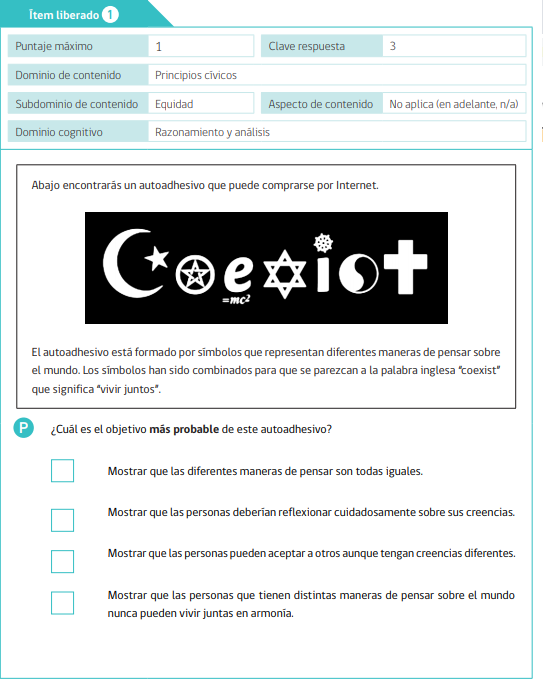 Ítem liberado 1
Puntaje máximo 1 Clave respuesta 3
Dominio de contenido Principios cívicos
Subdominio de contenido Equidad Aspecto de contenido No aplica (en adelante, n/a)
Dominio cognitivo Razonamiento y análisis
Abajo encontrarás un autoadhesivo que puede comprarse por Internet.
Coexist
=mc²
El autoadhesivo está formado por símbolos que representan diferentes maneras de pensar sobre
el mundo. Los símbolos han sido combinados para que se parezcan a la palabra inglesa “coexist”
que significa “vivir juntos”.
P ¿Cuál es el objetivo más probable de este autoadhesivo?
Mostrar que las diferentes maneras de pensar son todas iguales.
Mostrar que las personas deberían reflexionar cuidadosamente sobre sus creencias.
Mostrar que las personas pueden aceptar a otros aunque tengan creencias diferentes.
Mostrar que las personas que tienen distintas maneras de pensar sobre el mundo
nunca pueden vivir juntas en armonía.